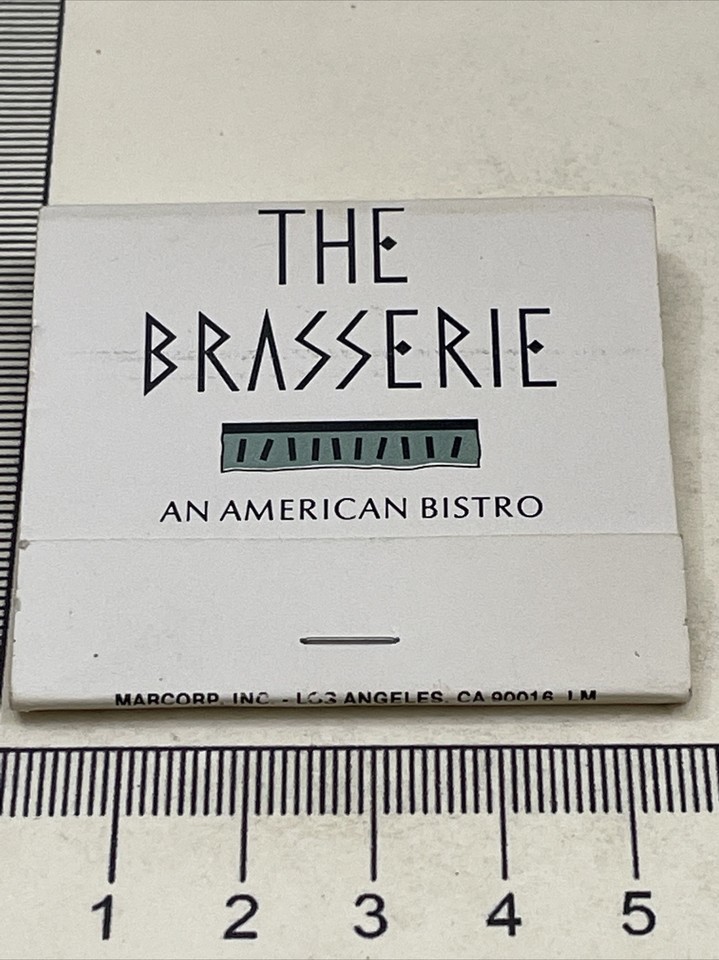 THE
BRASSERIE
AN AMERICAN BISTRO
MARCORP. INC. - LOS ANGELES, CA 90016 LM
1 2 3 4 5